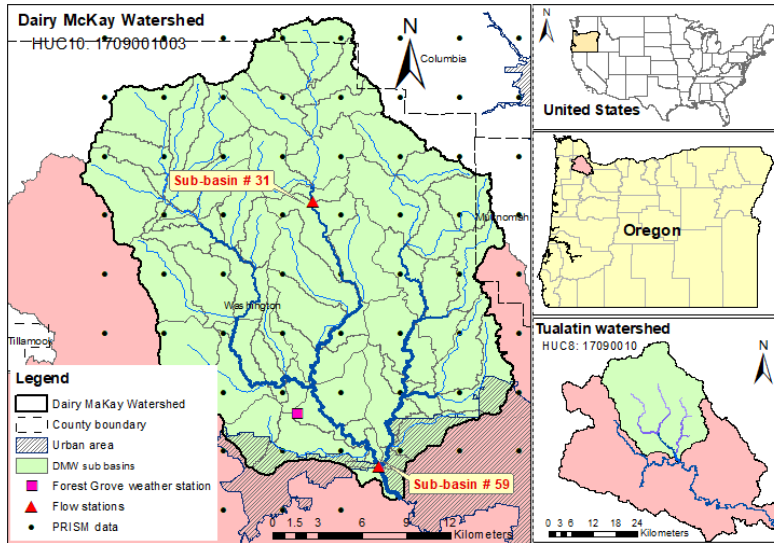 Dairy McKay Watershed
HUC10: 1709001003
N
Columbia
Sub-basin # 31
Multnomah
Washington
Tillamook
Legend
Dairy MaKay Watershed
County boundary
Urban area
DMW sub basins
Forest Grove weather station
Flow stations
PRISM data
Sub-basin # 59
0 1.5 3 6 9 12
Kilometers
N
United States
Oregon
Tualatin watershed
HUC8: 17090010
N
0 3 6 12 18 24
Kilometers